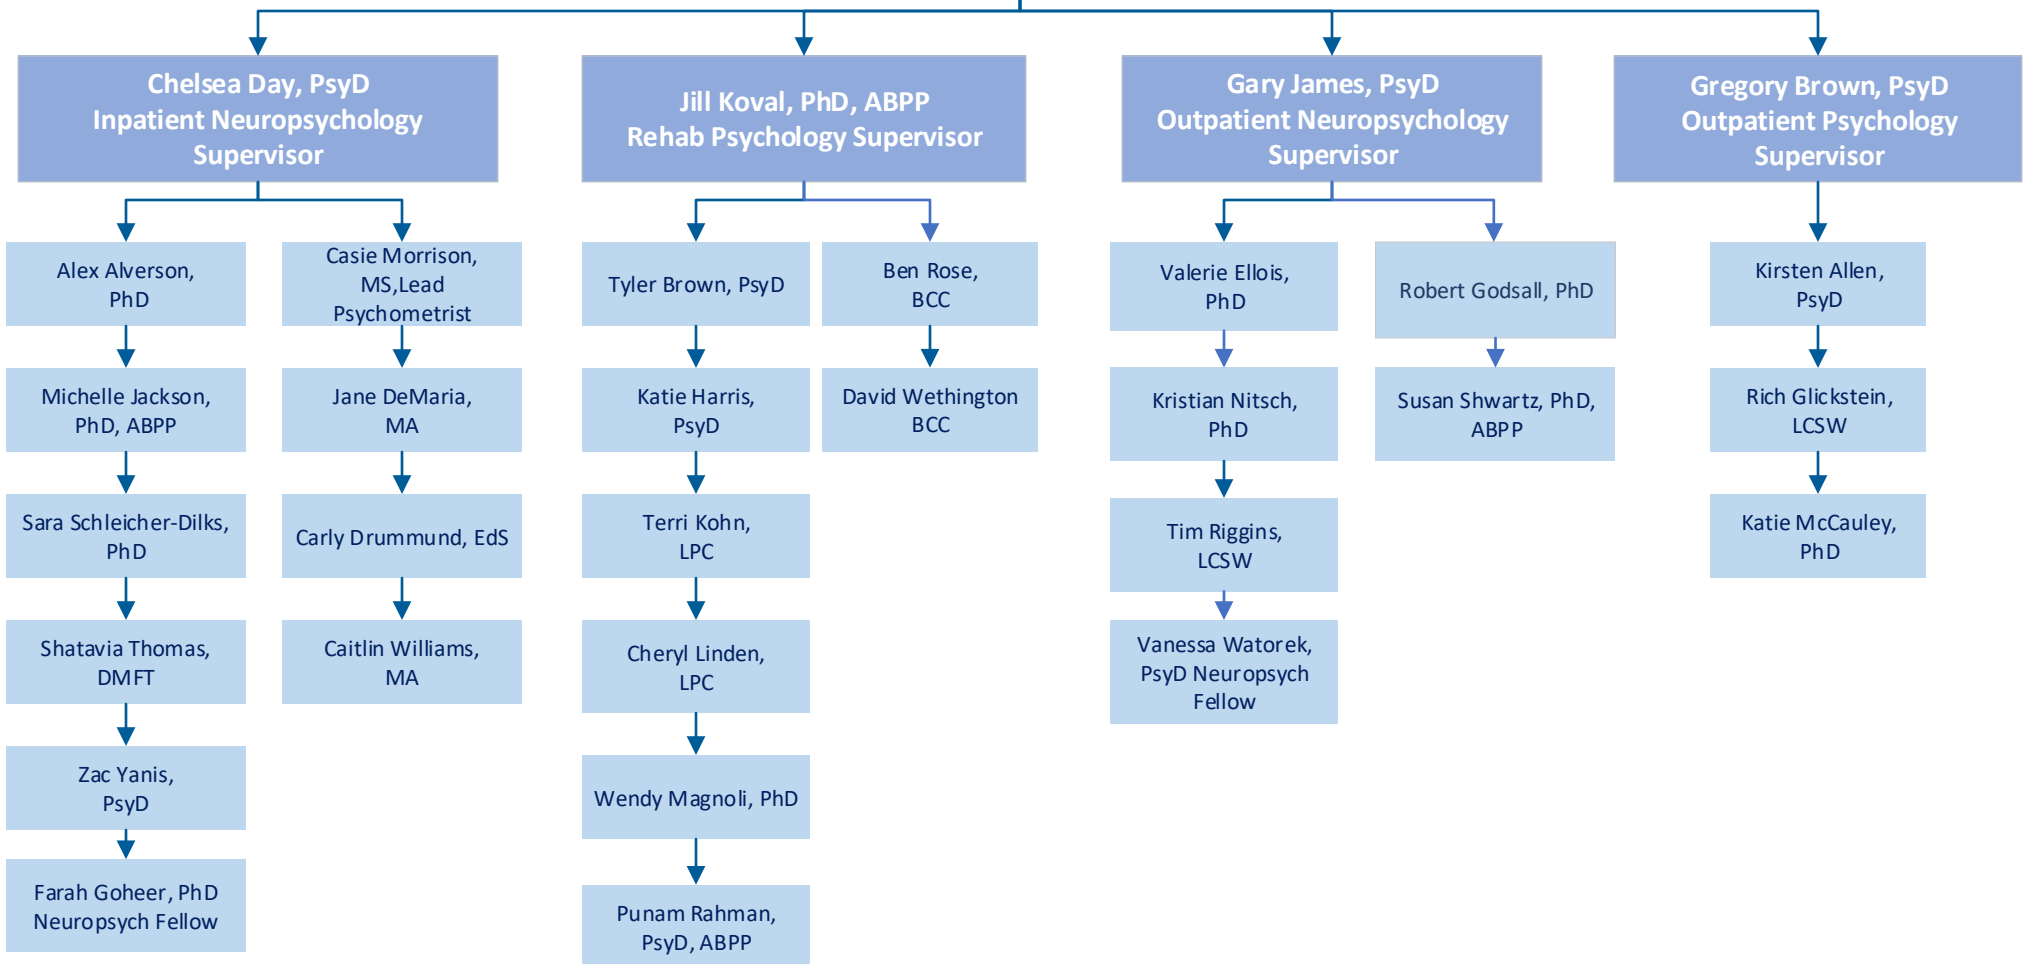 Chelsea Day, PsyD
Inpatient Neuropsychology
Supervisor
Jill Koval, PhD, ABPP
Rehab Psychology Supervisor
Gary James, PsyD
Outpatient Neuropsychology
Supervisor
Gregory Brown, PsyD
Outpatient Psychology
Supervisor
Alex Alverson,
PhD
Michelle Jackson,
PhD, ABPP
Sara Schleicher-Dilks,
PhD
Shatavia Thomas,
DMFT
Zac Yanis,
PsyD
Farah Goheer, PhD
Neuropsych Fellow
Casie Morrison,
MS,Lead
Psychometrist
Jane DeMaria,
MA
Carly Drummund, EdS
Caitlin Williams,
MA
Tyler Brown, PsyD
Katie Harris,
PsyD
Terri Kohn,
LPC
Cheryl Linden,
LPC
Wendy Magnoli, PhD
Punam Rahman,
PsyD, ABPP
Ben Rose,
BCC
David Wethington
BCC
Valerie Ellois,
PhD
Kristian Nitsch,
PhD
Tim Riggins,
LCSW
Vanessa Watorek,
PsyD Neuropsych
Fellow
Robert Godsall, PhD
Susan Shwartz, PhD,
ABPP
Kirsten Allen,
PsyD
Rich Glickstein,
LCSW
Katie McCauley,
PhD